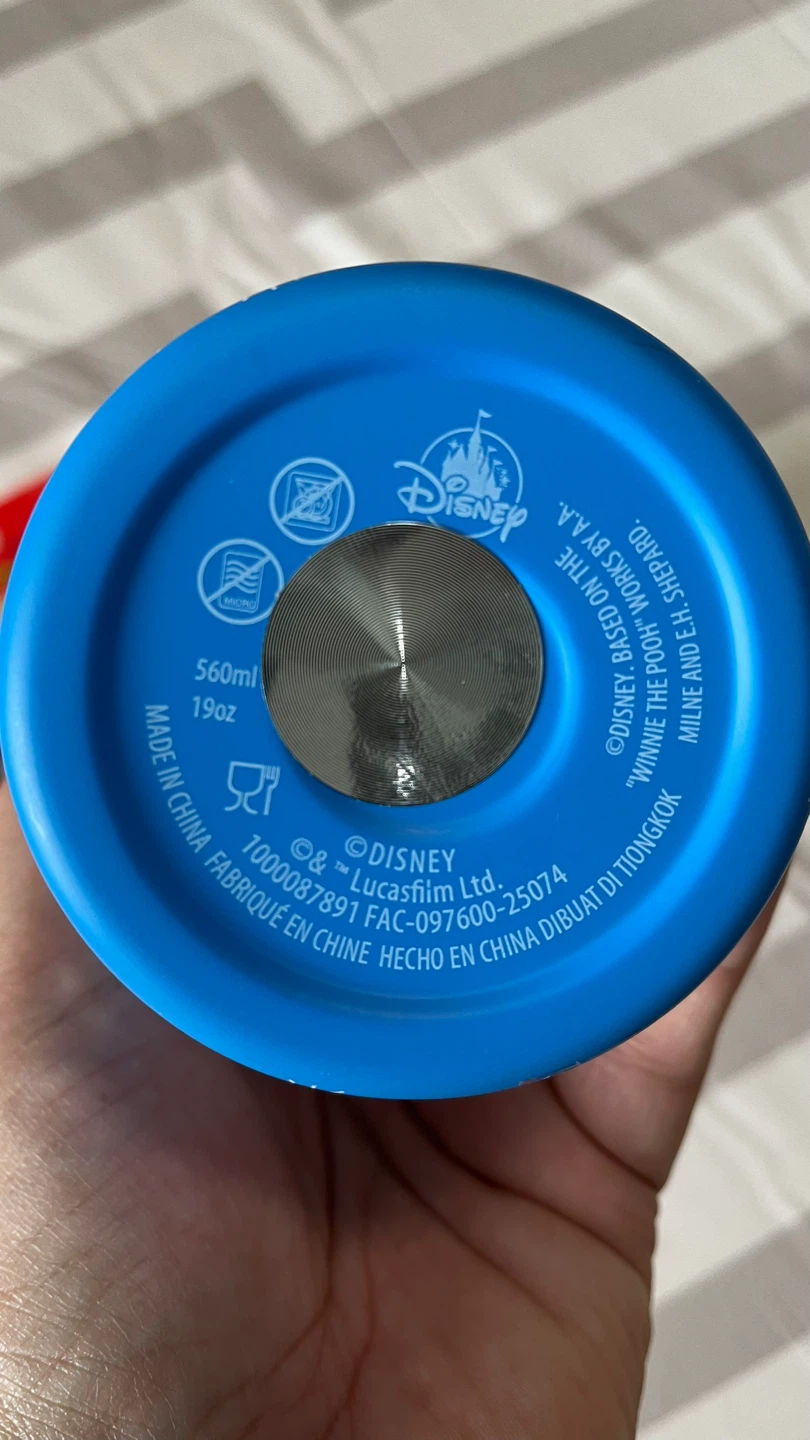 Disney
MICRO
560ml
19oz
©DISNEY. BASED ON THE
"WINNIE THE POOH" WORKS BY A.A.
MILNE AND E.H. SHEPARD.
©DISNEY
©& ™ Lucasfilm Ltd.
1000087891 FAC-097600-25074
MADE IN CHINA FABRIQUÉ EN CHINE HECHO EN CHINA DIBUAT DI TIONGKOK